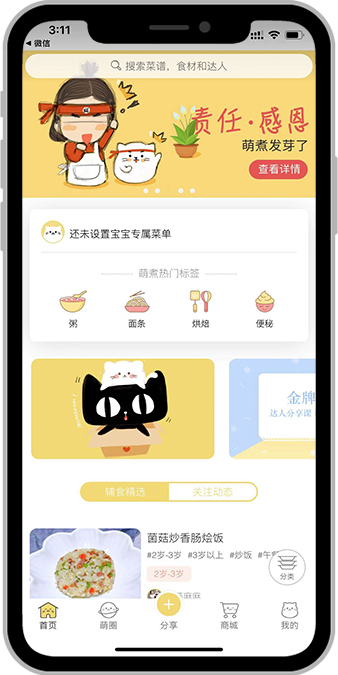 3:11
微信
搜索菜谱，食材和达人
责任·感恩
萌煮发芽了
查看详情
还未设置宝宝专属菜单
萌煮热门标签
粥 面条 烘焙 便秘
金牌
达人分享课
辅食精选 关注动态
菌菇炒香肠烩饭
#2岁-3岁 #3岁以上 #炒饭 #午
2岁-3岁
分类
麻麻
首页 萌圈 分享 商城 我的